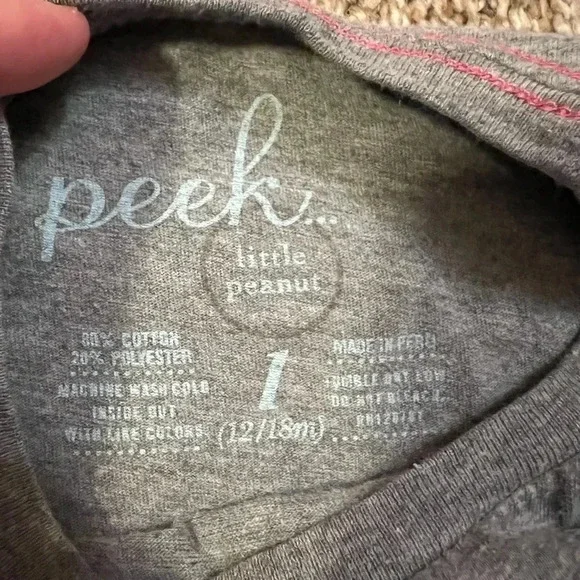 peek...
little
peanut
80% COTTON
20% POLYESTER
MACHINE WASH COLD
INSIDE OUT
WITH LIKE COLORS
1
(12/18m)
MADE IN PERU
TUMBLE DRY LOW
DO NOT BLEACH